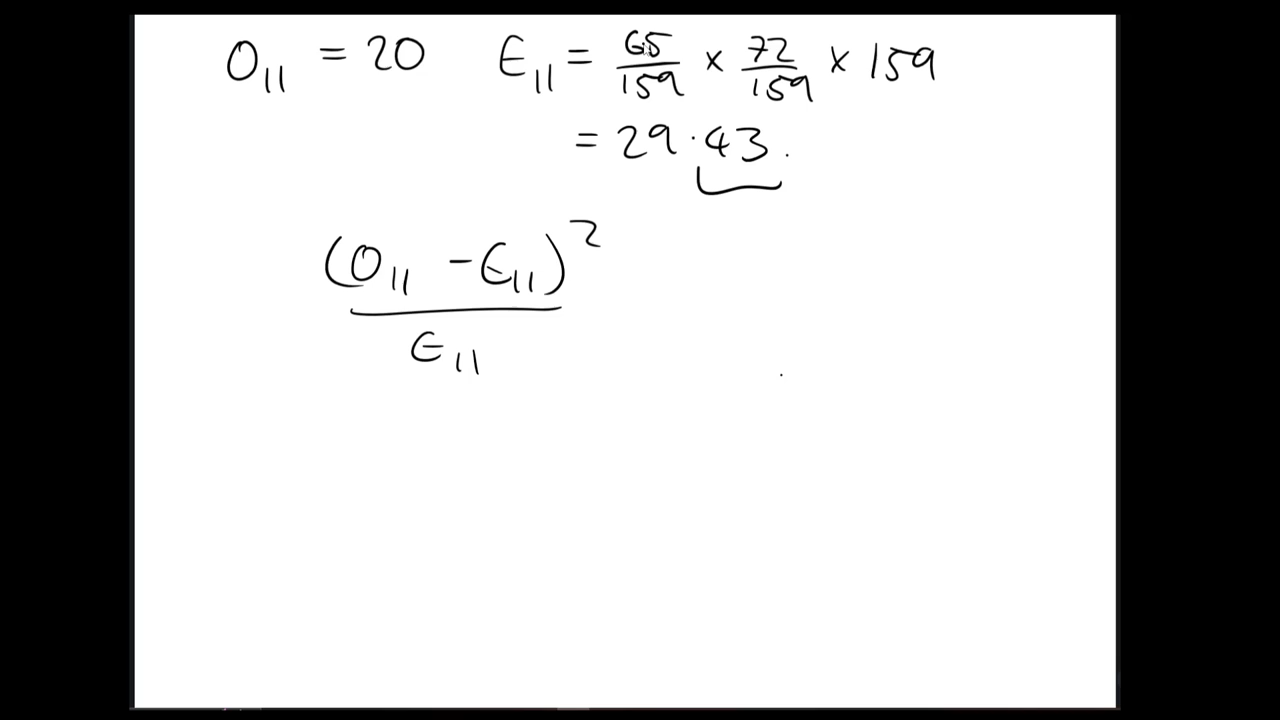 O₁₁ = 20 E₁₁ = 65/159 × 72/159 × 159
= 29.43.
(O₁₁ - E₁₁)²
E₁₁